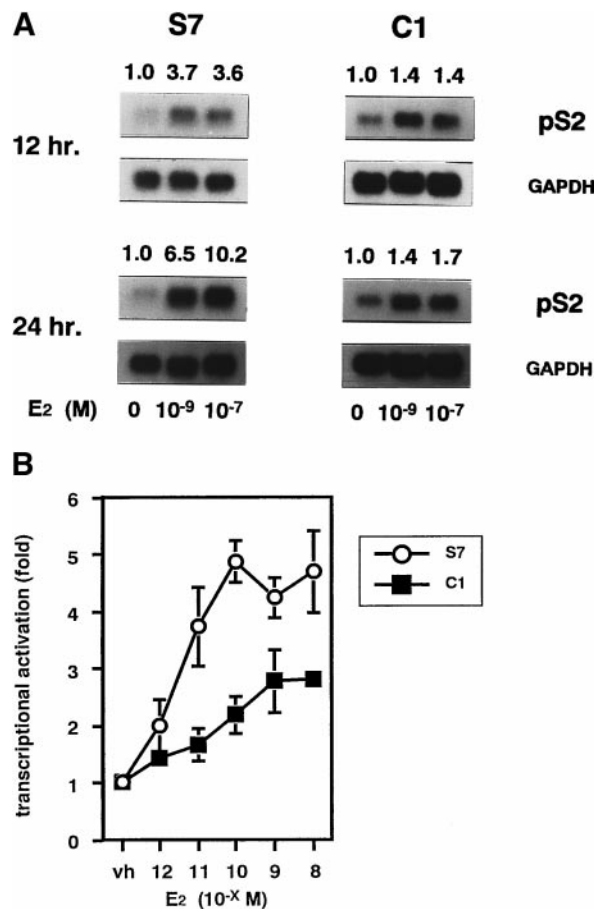 A
S7 C1
1.0 3.7 3.6 1.0 1.4 1.4
pS2
12 hr.
GAPDH
1.0 6.5 10.2 1.0 1.4 1.7
pS2
24 hr.
GAPDH
E2 (M) 0 10-9 10-7 0 10-9 10-7
B
transcriptional activation (fold)
6
5
4
3
2
1
0
S7
C1
vh 12 11 10 9 8
E2 (10-X M)